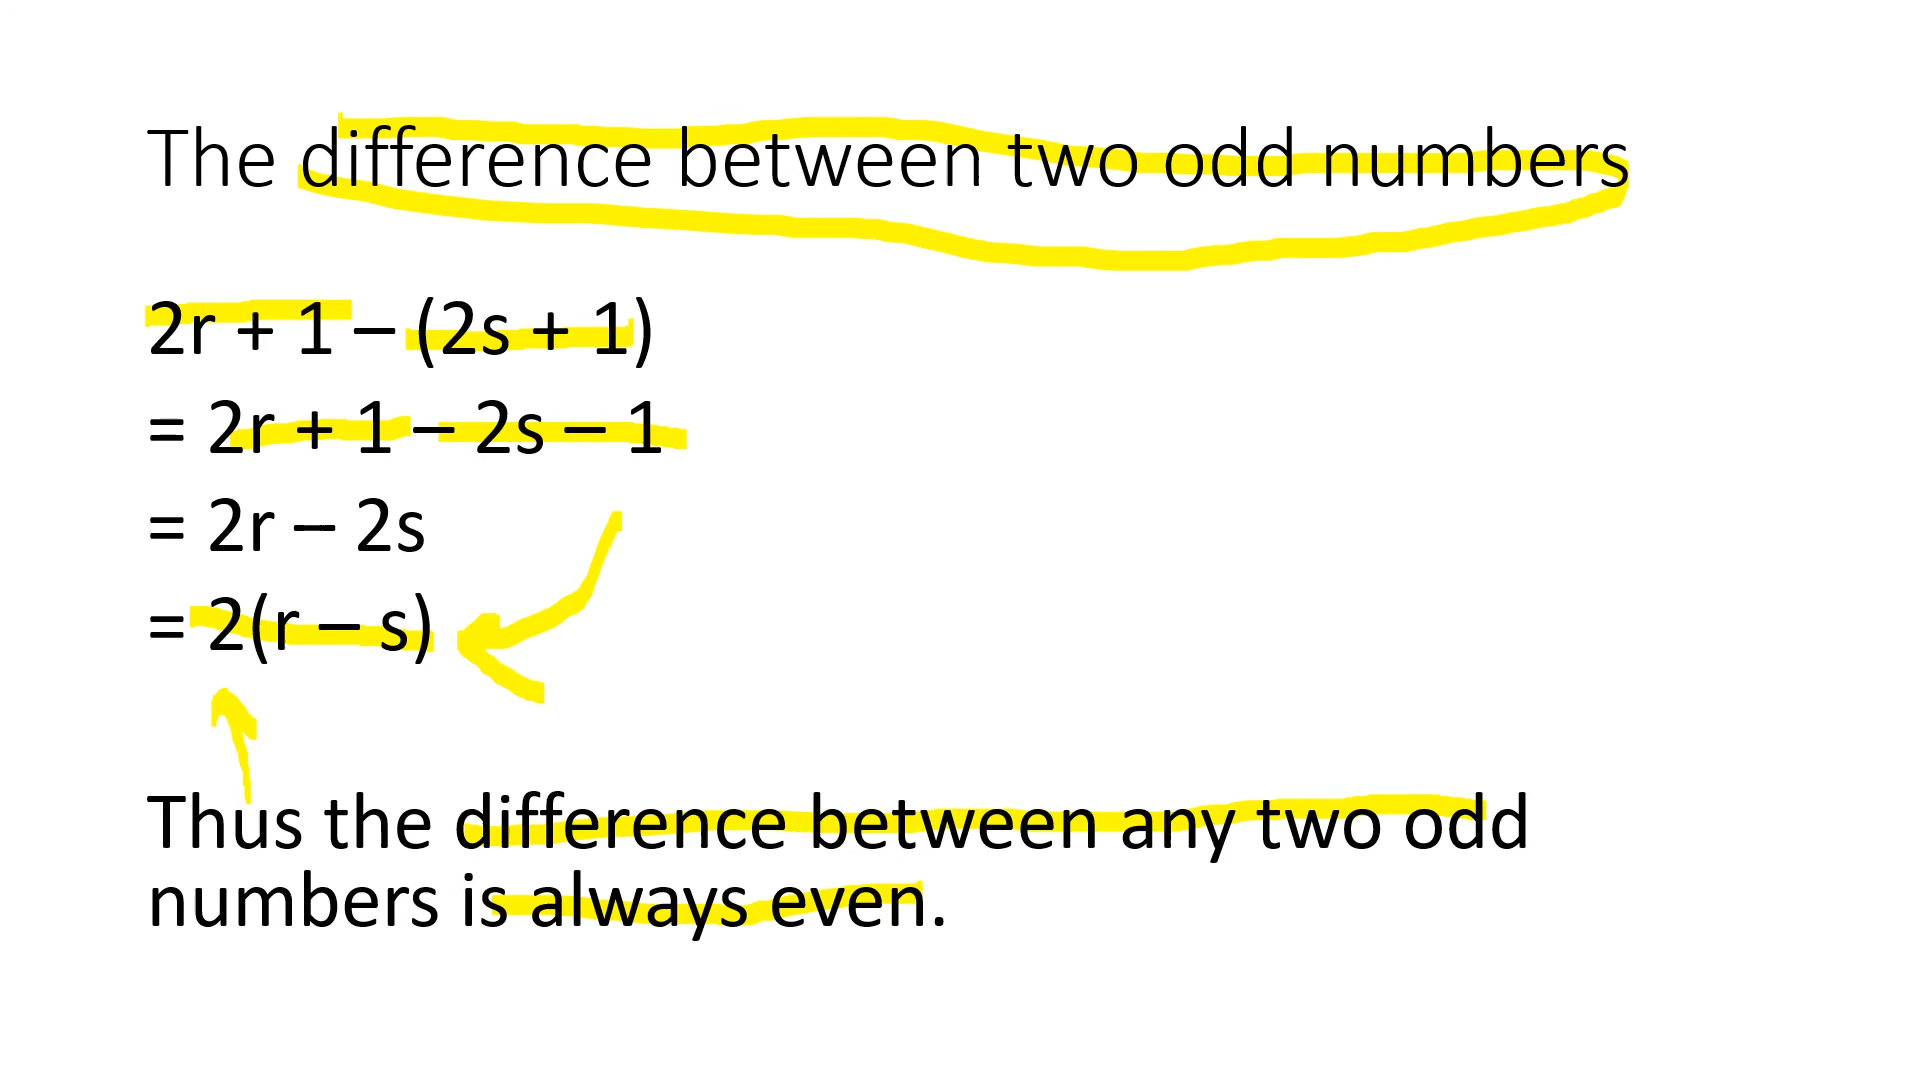 The difference between two odd numbers
2r + 1 – (2s + 1)
= 2r + 1 – 2s – 1
= 2r – 2s
= 2(r – s)
Thus the difference between any two odd
numbers is always even.